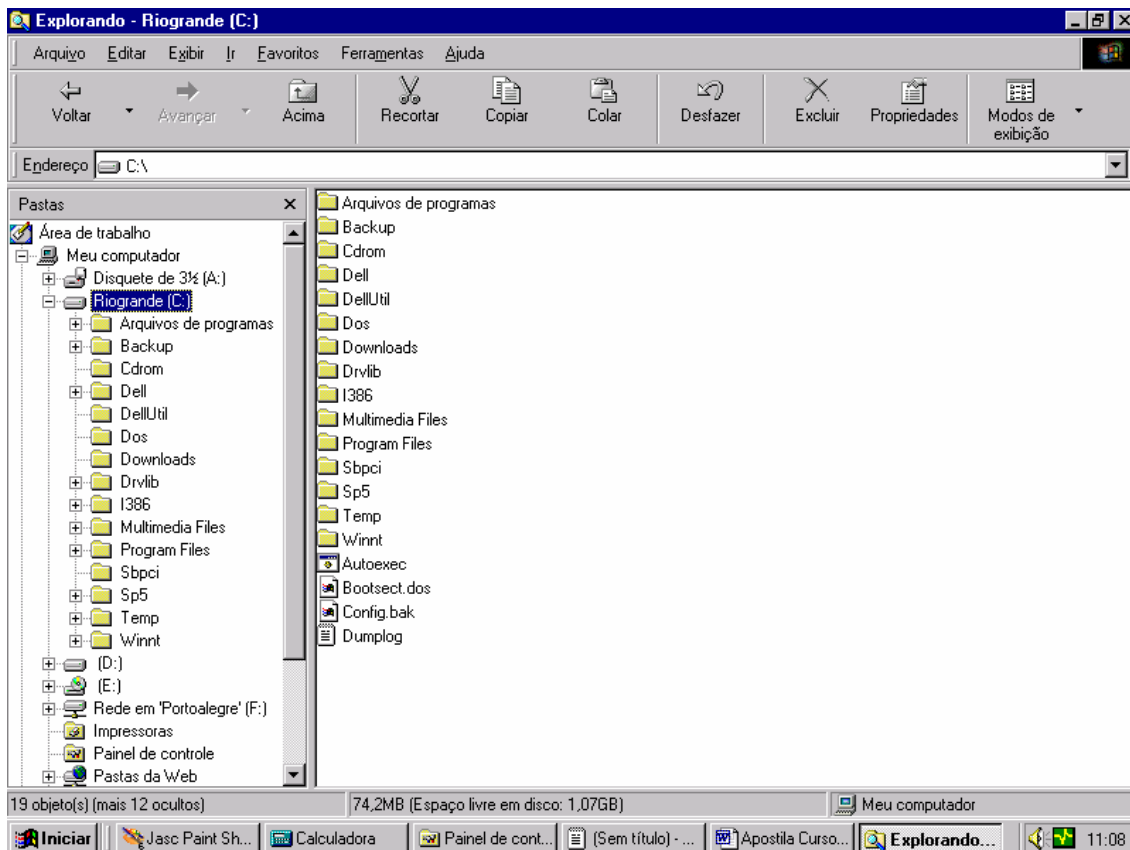 Explorando - Riogrande (C:)
Arquivo Editar Exibir Ir Favoritos Ferramentas Ajuda
Voltar Avançar Acima Recortar Copiar Colar Desfazer Excluir Propriedades Modos de exibição
Endereço C:\
Pastas
Área de trabalho
Meu computador
Disquete de 3½ (A:)
Riogrande (C:)
Arquivos de programas
Backup
Cdrom
Dell
DellUtil
Dos
Downloads
Drvlib
I386
Multimedia Files
Program Files
Sbpci
Sp5
Temp
Winnt
(D:)
(E:)
Rede em 'Portoalegre' (F:)
Impressoras
Painel de controle
Pastas da Web
Arquivos de programas
Backup
Cdrom
Dell
DellUtil
Dos
Downloads
Drvlib
I386
Multimedia Files
Program Files
Sbpci
Sp5
Temp
Winnt
Autoexec
Bootsect.dos
Config.bak
Dumplog
19 objeto(s) (mais 12 ocultos) 74,2MB (Espaço livre em disco: 1,07GB) Meu computador
Iniciar Jasc Paint Sh... Calculadora Painel de cont... (Sem título) - ... Apostila Curso... Explorando... 11:08